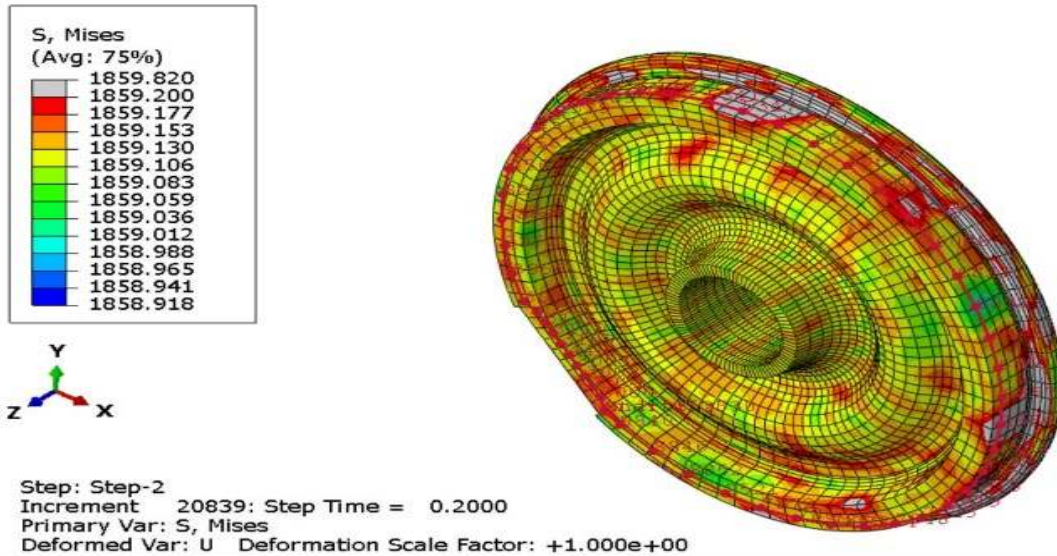 S, Mises
(Avg: 75%)
1859.820
1859.200
1859.177
1859.153
1859.130
1859.106
1859.083
1859.059
1859.036
1859.012
1858.988
1858.965
1858.941
1858.918
Y
Z X
Step: Step-2
Increment 20839: Step Time = 0.2000
Primary Var: S, Mises
Deformed Var: U Deformation Scale Factor: +1.000e+00